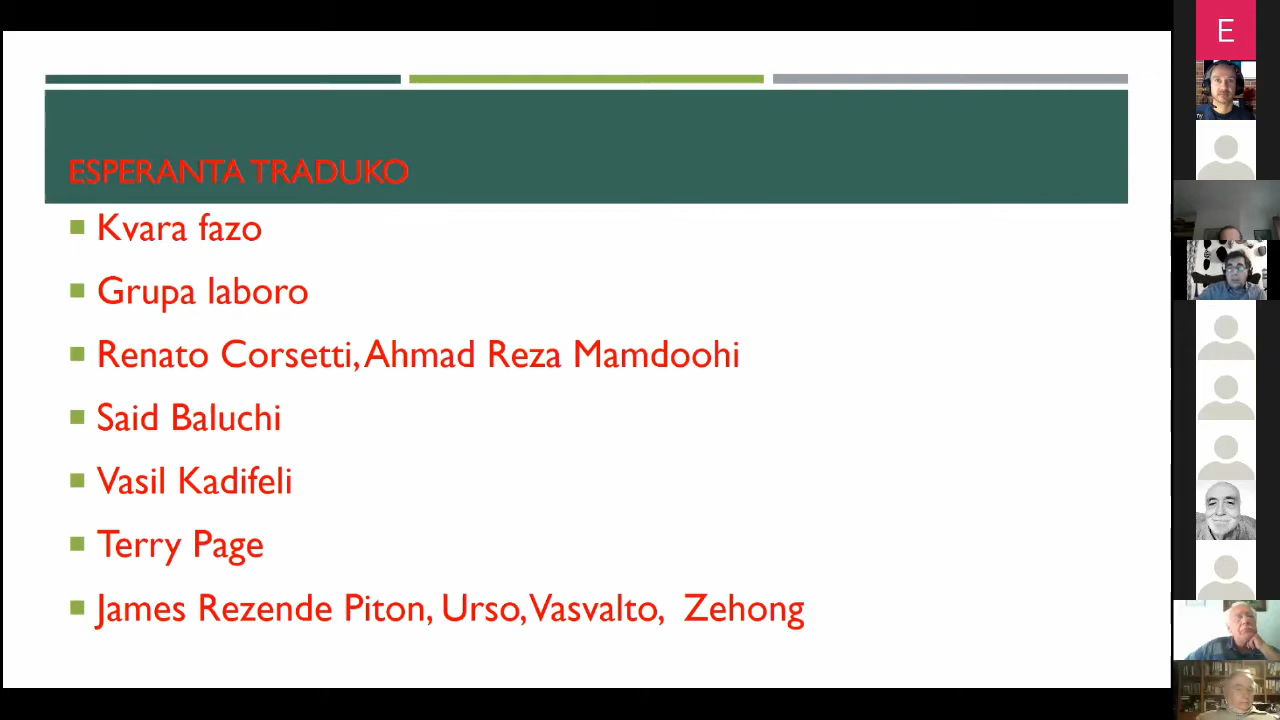 ESPERANTA TRADUKO
Kvara fazo
Grupa laboro
Renato Corsetti, Ahmad Reza Mamdoohi
Said Baluchi
Vasil Kadifeli
Terry Page
James Rezende Piton, Urso, Vasvalto, Zehong
E